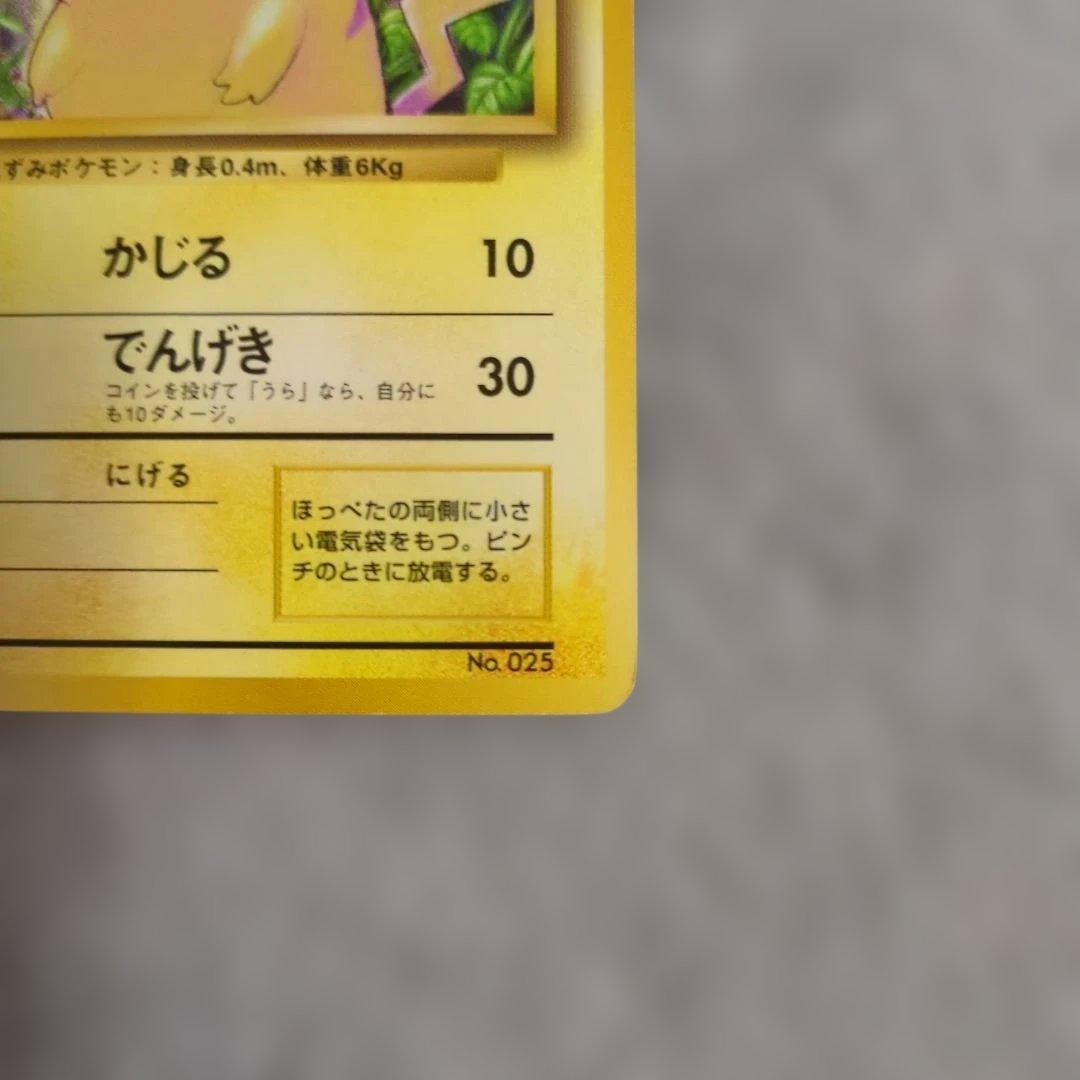 ずみポケモン：身長0.4m、体重6Kg
かじる 10
でんげき 30
コインを投げて「うら」なら、自分に
も10ダメージ。
にげる
ほっぺたの両側に小さ
い電気袋をもつ。ピン
チのときに放電する。
No. 025